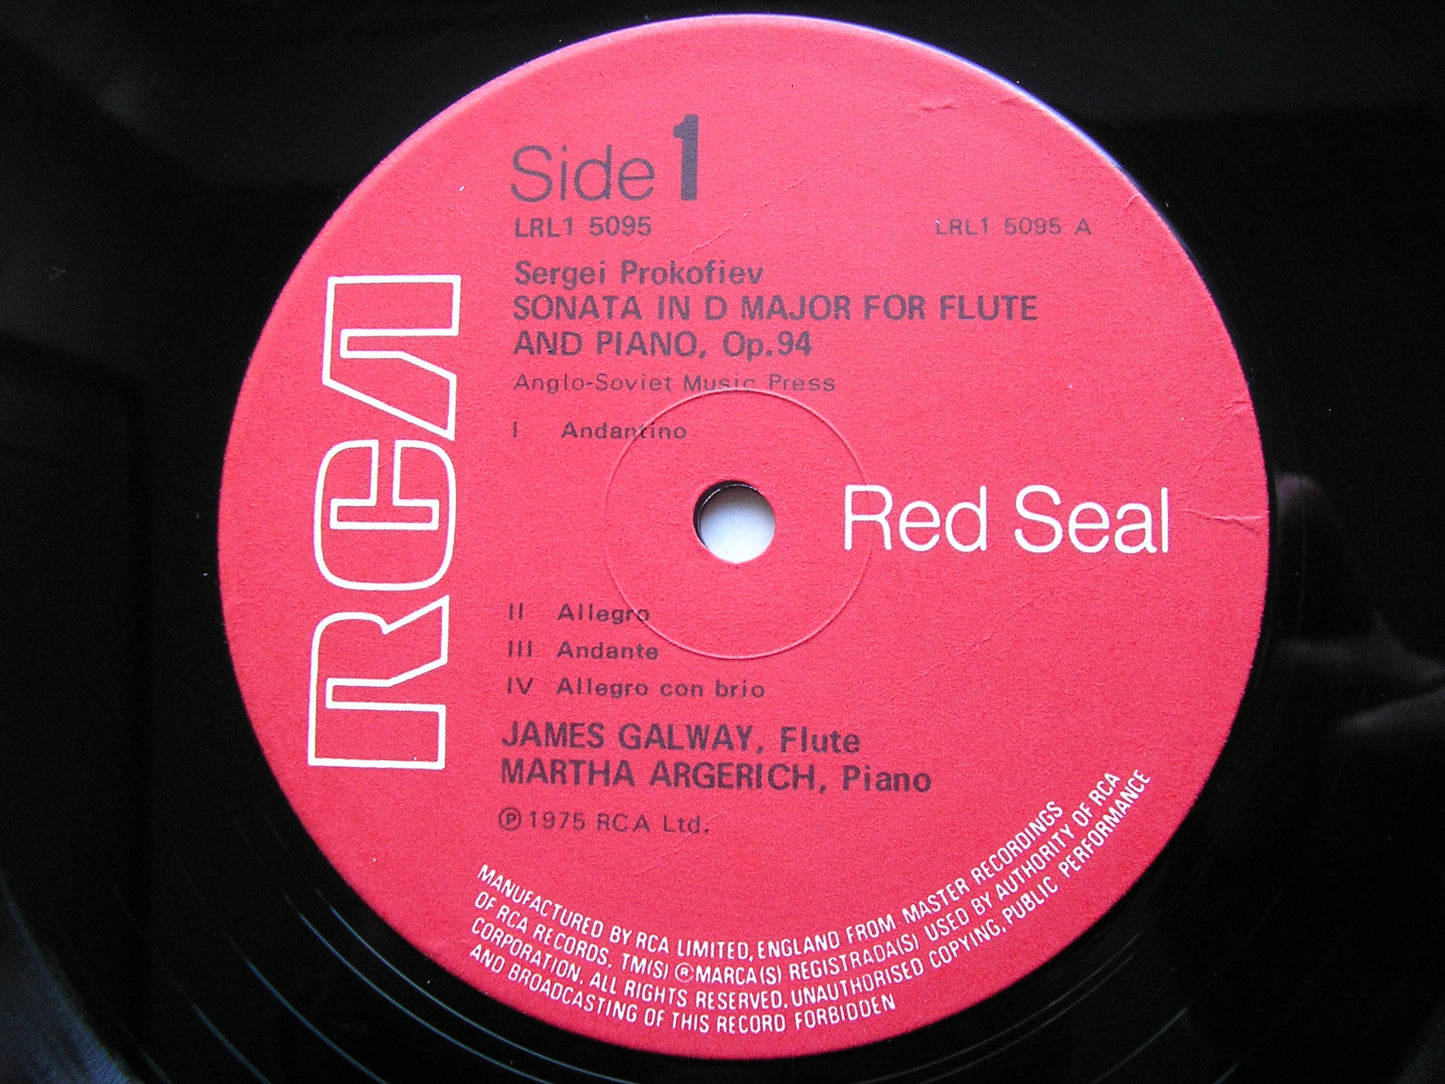 Side 1
LRL1 5095
LRL1 5095 A
Sergei Prokofiev
SONATA IN D MAJOR FOR FLUTE
AND PIANO, Op.94
Anglo-Soviet Music Press
I Andantino
RCA
Red Seal
II Allegro
III Andante
IV Allegro con brio
JAMES GALWAY, Flute
MARTHA ARGERICH, Piano
℗1975 RCA Ltd.
MANUFACTURED BY RCA LIMITED, ENGLAND FROM MASTER RECORDINGS
OF RCA RECORDS. TM(S) ® MARCA(S) REGISTRADA(S) USED BY AUTHORITY OF RCA
CORPORATION. ALL RIGHTS RESERVED. UNAUTHORISED COPYING, PUBLIC PERFORMANCE
AND BROADCASTING OF THIS RECORD FORBIDDEN